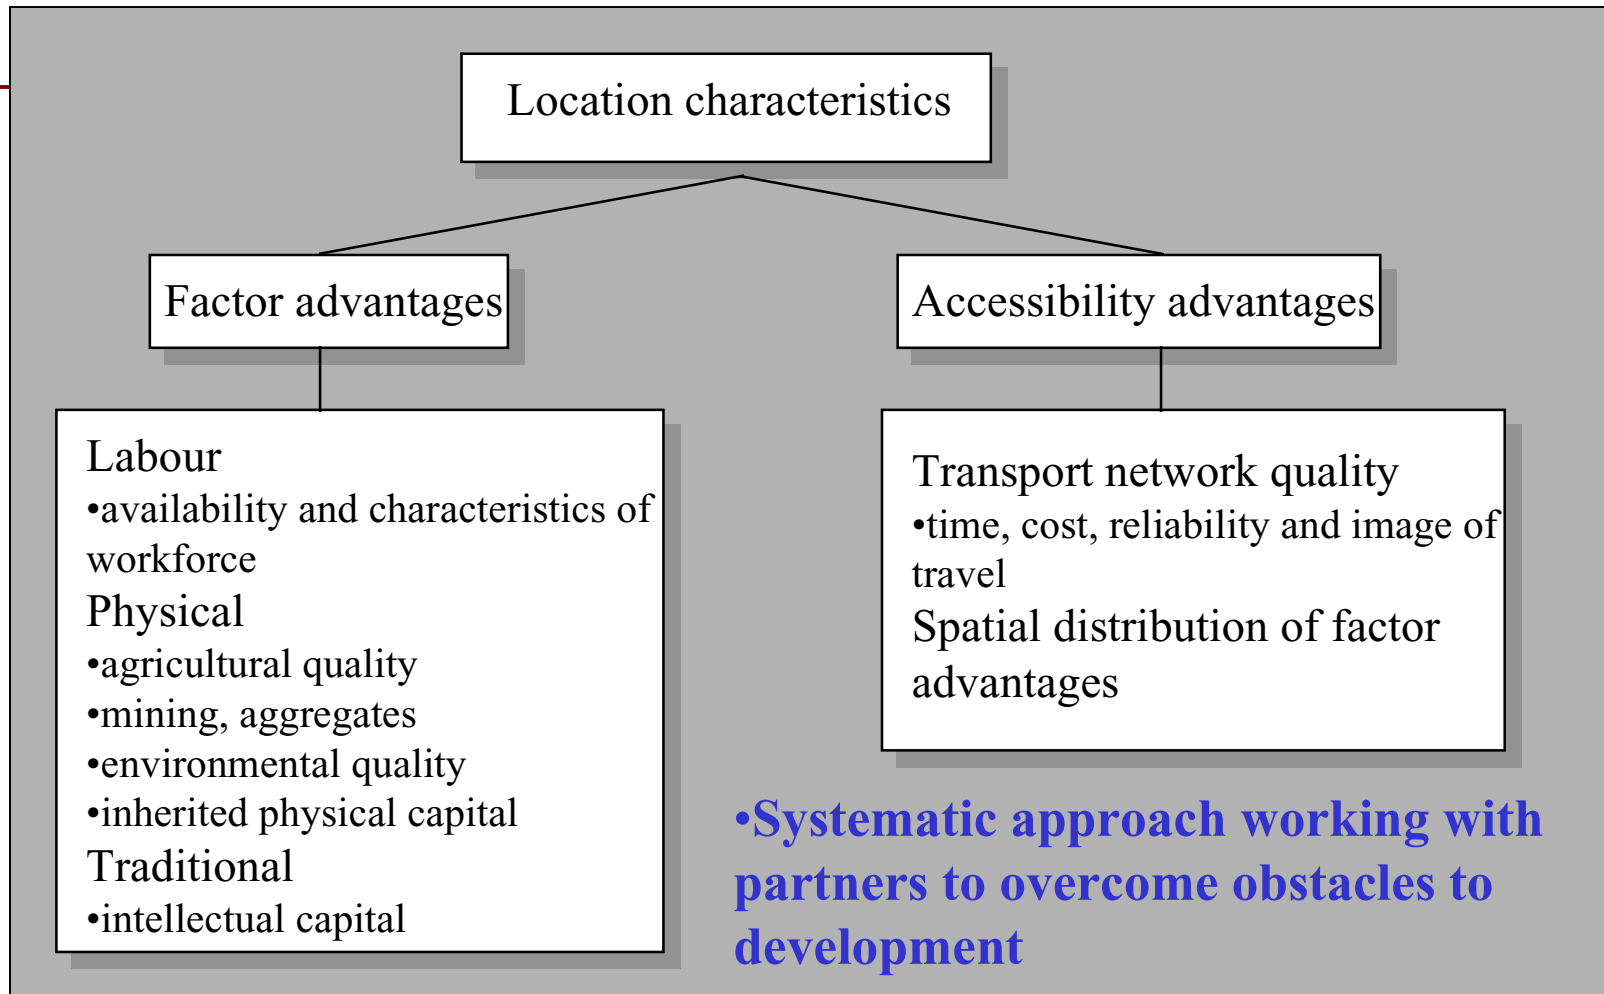 Location characteristics
Factor advantages
Accessibility advantages
Labour
•availability and characteristics of
workforce
Physical
•agricultural quality
•mining, aggregates
•environmental quality
•inherited physical capital
Traditional
•intellectual capital
Transport network quality
•time, cost, reliability and image of
travel
Spatial distribution of factor
advantages
•Systematic approach working with
partners to overcome obstacles to
development